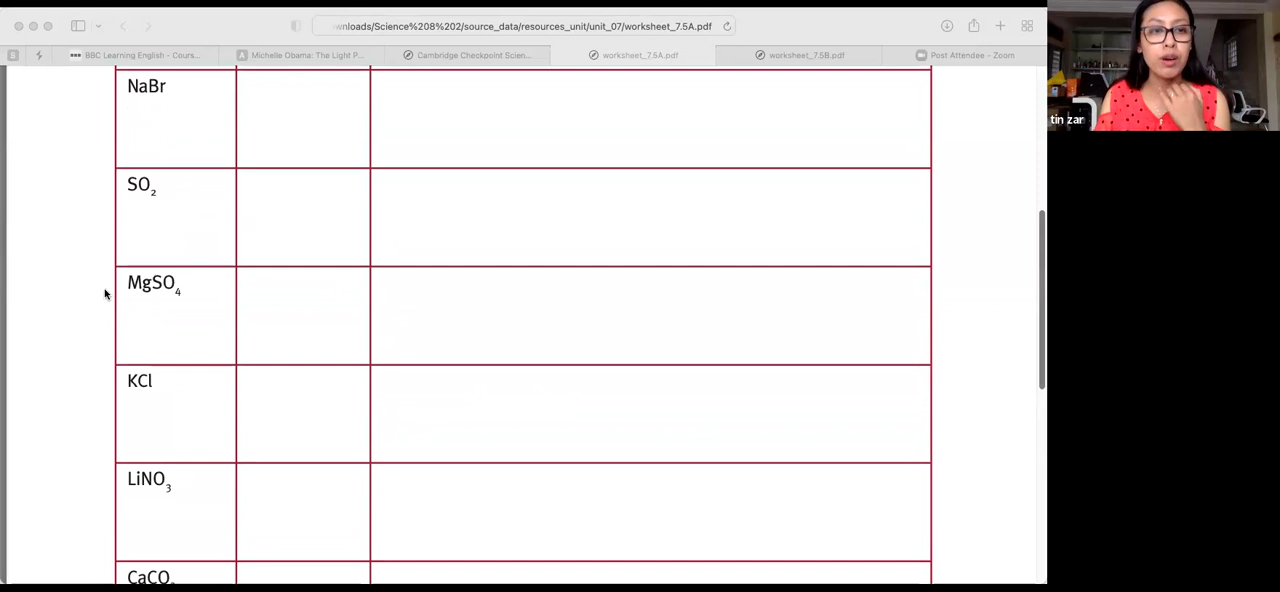 wnloads/Science%208%202/source_data/resources_unit/unit_07/worksheet_7.5A.pdf
S BBC Learning English - Cours... A Michelle Obama: The Light P... Cambridge Checkpoint Scien... worksheet_7.5A.pdf worksheet_7.5B.pdf Post Attendee - Zoom
tin zar
NaBr
SO₂
MgSO₄
KCl
LiNO₃
CaCO